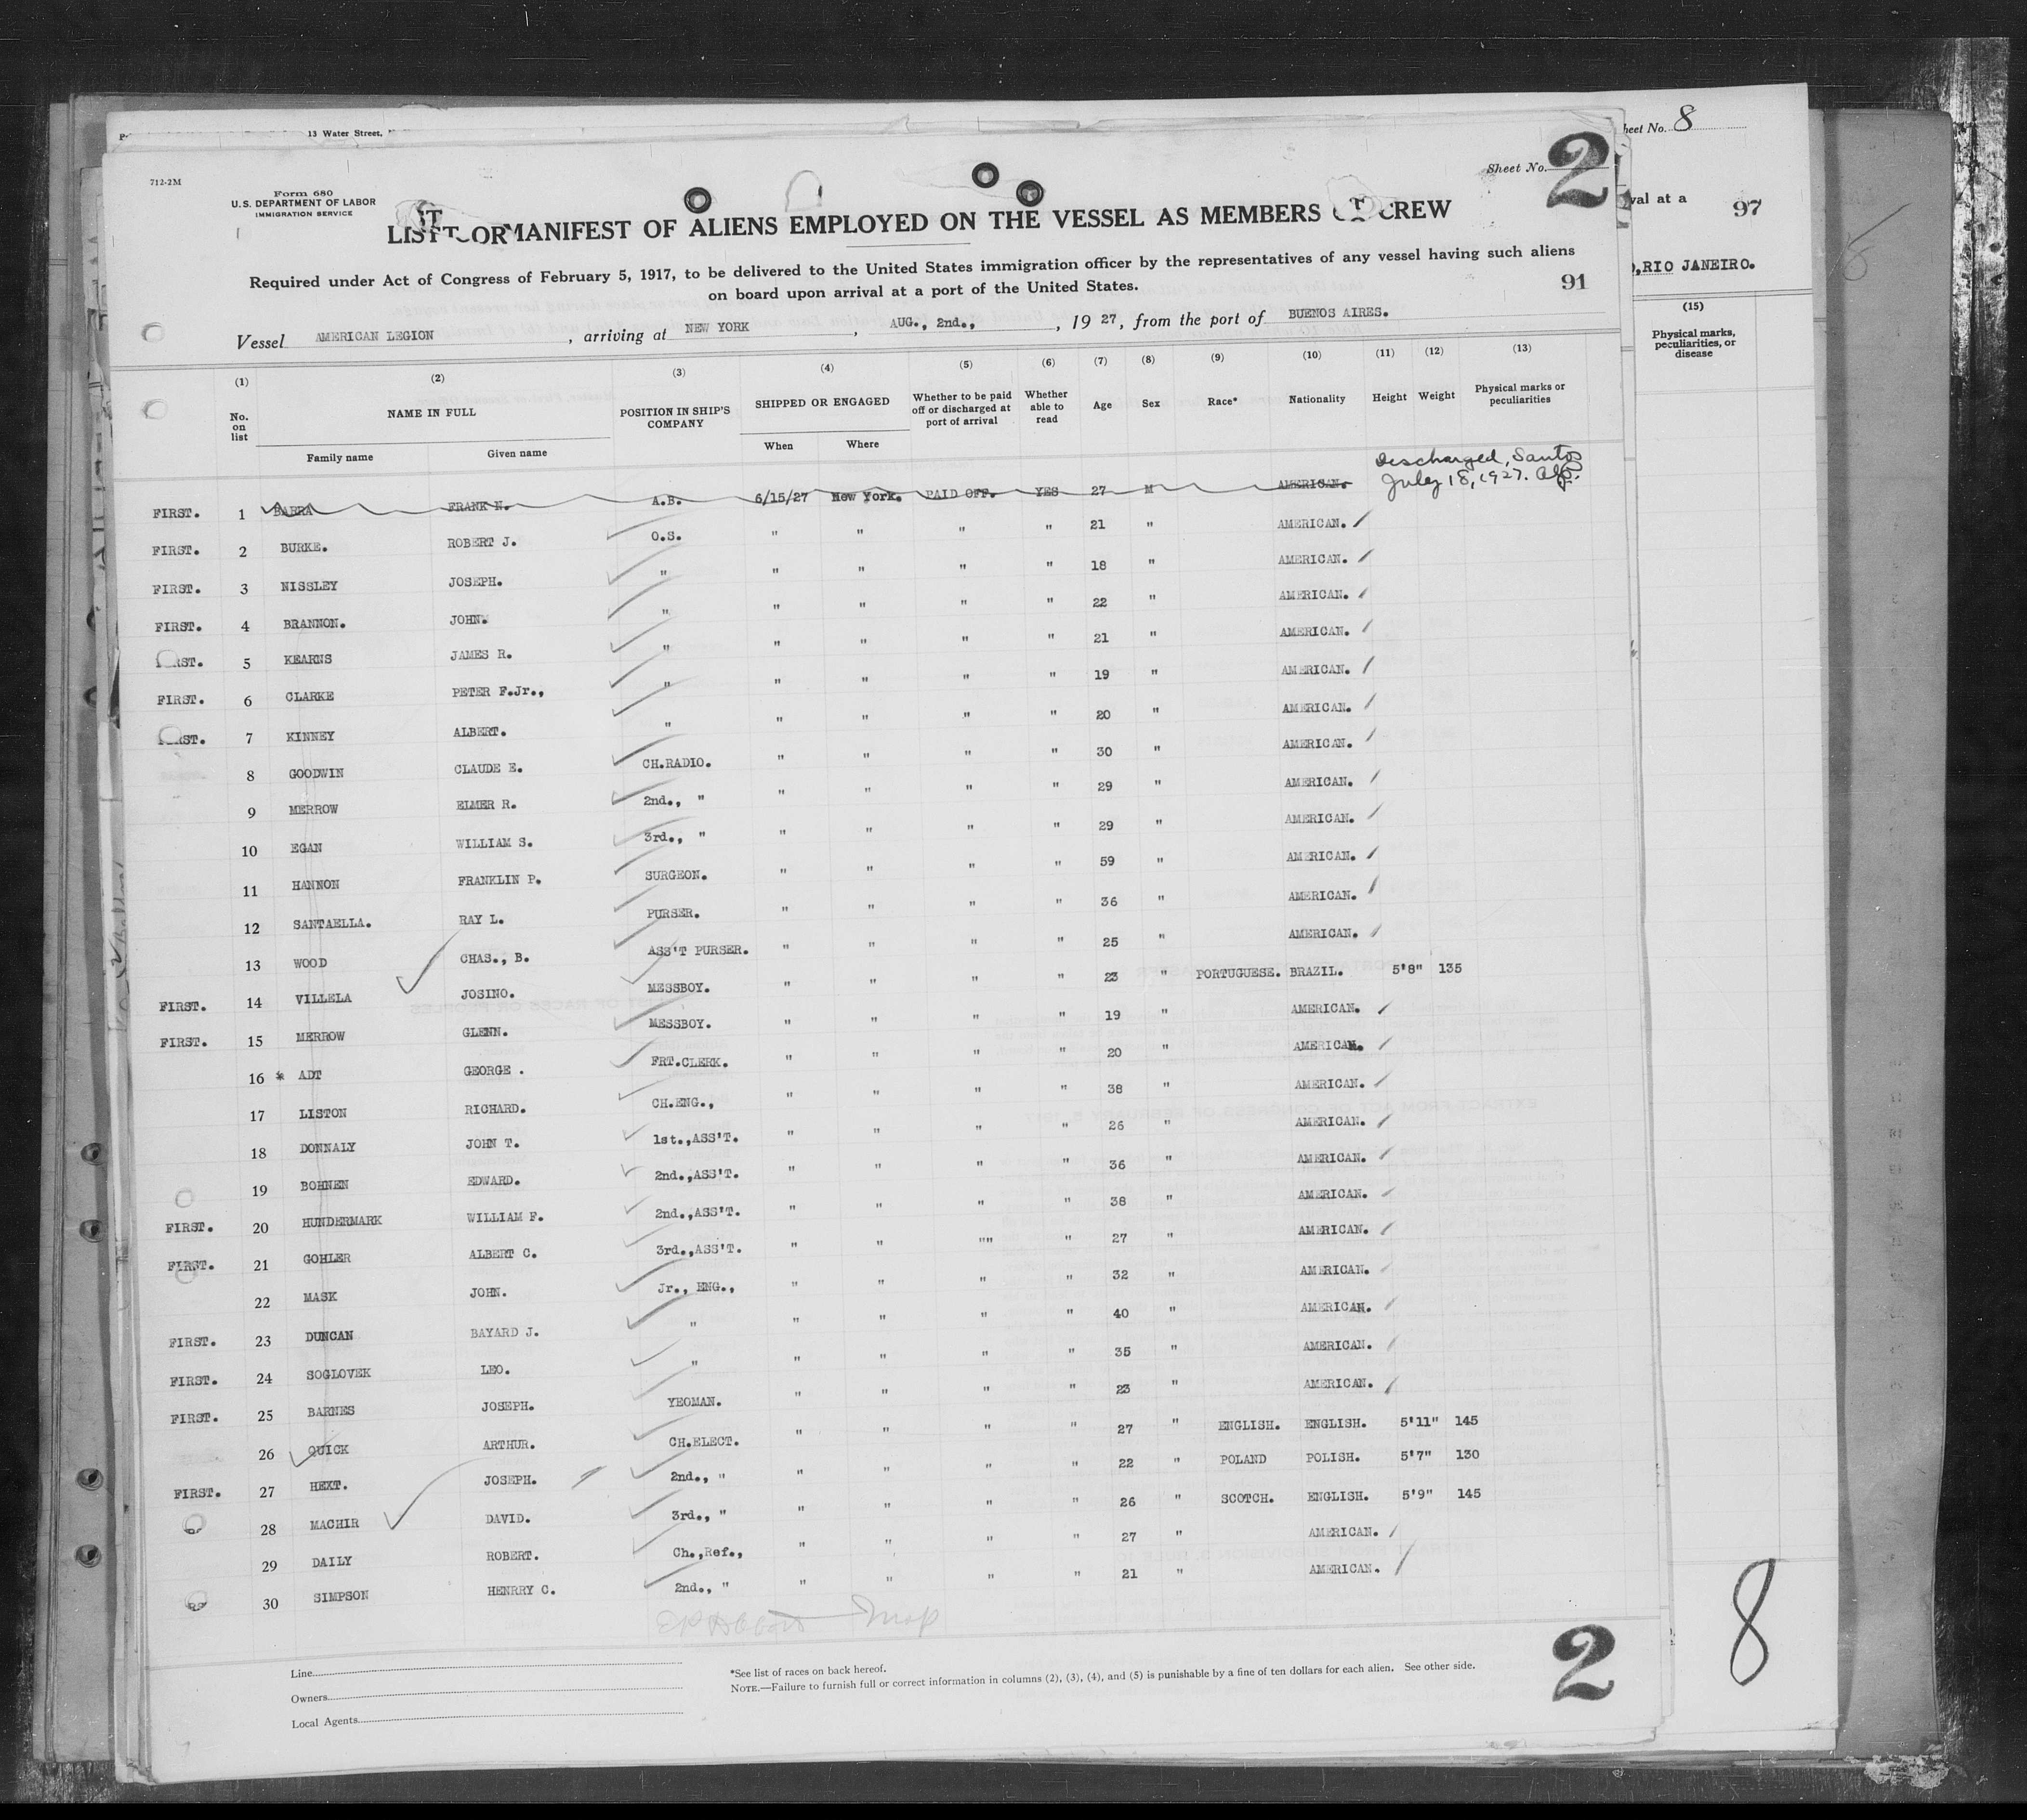 13 Water Street,
Sheet No. 8
712-2M
Form 680
U.S. DEPARTMENT OF LABOR
IMMIGRATION SERVICE
Sheet No. 2
val at a
97
LIST OR MANIFEST OF ALIENS EMPLOYED ON THE VESSEL AS MEMBERS OF CREW
Required under Act of Congress of February 5, 1917, to be delivered to the United States immigration officer by the representatives of any vessel having such aliens
on board upon arrival at a port of the United States.
91
,RIO JANEIRO.
Vessel AMERICAN LEGION, arriving at NEW YORK, AUG., 2nd., , 1927, from the port of BUENOS AIRES.
(15)
Physical marks, peculiarities, or disease
(1) (2) (3) (4) (5) (6) (7) (8) (9) (10) (11) (12) (13)
No. on list NAME IN FULL POSITION IN SHIP'S COMPANY SHIPPED OR ENGAGED Whether to be paid off or discharged at port of arrival Whether able to read Age Sex Race* Nationality Height Weight Physical marks or peculiarities
Family name Given name When Where
Discharged, Santos
July 18, 1927.
FIRST. 1 BARRA FRANK N. A.B. 6/15/27 New York. PAID OFF. YES 27 M AMERICAN.
FIRST. 2 BURKE. ROBERT J. O.S. " " " " 21 " AMERICAN.
FIRST. 3 NISSLEY JOSEPH. " " " " " 18 " AMERICAN.
FIRST. 4 BRANNON. JOHN. " " " " " 22 " AMERICAN.
FIRST. 5 KEARNS JAMES R. " " " " " 21 " AMERICAN.
FIRST. 6 CLARKE PETER F.Jr., " " " " " 19 " AMERICAN.
FIRST. 7 KINNEY ALBERT. " " " " " 20 " AMERICAN.
8 GOODWIN CLAUDE E. CH.RADIO. " " " " 30 " AMERICAN.
9 MERROW ELMER R. 2nd., " " " " " 29 " AMERICAN.
10 EGAN WILLIAM S. 3rd., " " " " " 29 " AMERICAN.
11 HANNON FRANKLIN P. SURGEON. " " " " 59 " AMERICAN.
12 SANTAELLA. RAY L. PURSER. " " " " 36 " AMERICAN.
13 WOOD CHAS., B. ASS'T PURSER. " " " " 25 " AMERICAN.
FIRST. 14 VILLELA JOSINO. MESSBOY. " " " " 23 " PORTUGUESE. BRAZIL. 5'8" 135
FIRST. 15 MERROW GLENN. MESSBOY. " " " " 19 " AMERICAN.
16 * ADT GEORGE . FRT.CLERK. " " " " 20 " AMERICAN.
17 LISTON RICHARD. CH.ENG., " " " " 38 " AMERICAN.
18 DONNALY JOHN T. 1st.,ASS'T. " " " " 26 " AMERICAN.
19 BOHNEN EDWARD. 2nd.,ASS'T. " " " " 36 " AMERICAN.
FIRST. 20 HUNDERMARK WILLIAM F. 2nd.,ASS'T. " " " " 38 " AMERICAN.
FIRST. 21 GOHLER ALBERT C. 3rd.,ASS'T. " " "" " 27 " AMERICAN.
22 MASK JOHN. Jr., ENG., " " " " 32 " AMERICAN.
FIRST. 23 DUNCAN BAYARD J. " " " " " 40 " AMERICAN.
FIRST. 24 SOGLOVEK LEO. " " " " " 35 " AMERICAN.
FIRST. 25 BARNES JOSEPH. YEOMAN. " " " " 23 " AMERICAN.
26 QUICK ARTHUR. CH.ELECT. " " " " 27 " ENGLISH. ENGLISH. 5'11" 145
FIRST. 27 HEXT. JOSEPH. 2nd., " " " " " 22 " POLAND POLISH. 5'7" 130
28 MACHIR DAVID. 3rd., " " " " " 26 " SCOTCH. ENGLISH. 5'9" 145
29 DAILY ROBERT. Ch.,Ref., " " " " 27 " AMERICAN.
30 SIMPSON HENRRY C. 2nd., " " " " " 21 " AMERICAN.
2
8
Line
Owners
Local Agents
*See list of races on back hereof.
NOTE.—Failure to furnish full or correct information in columns (2), (3), (4), and (5) is punishable by a fine of ten dollars for each alien. See other side.